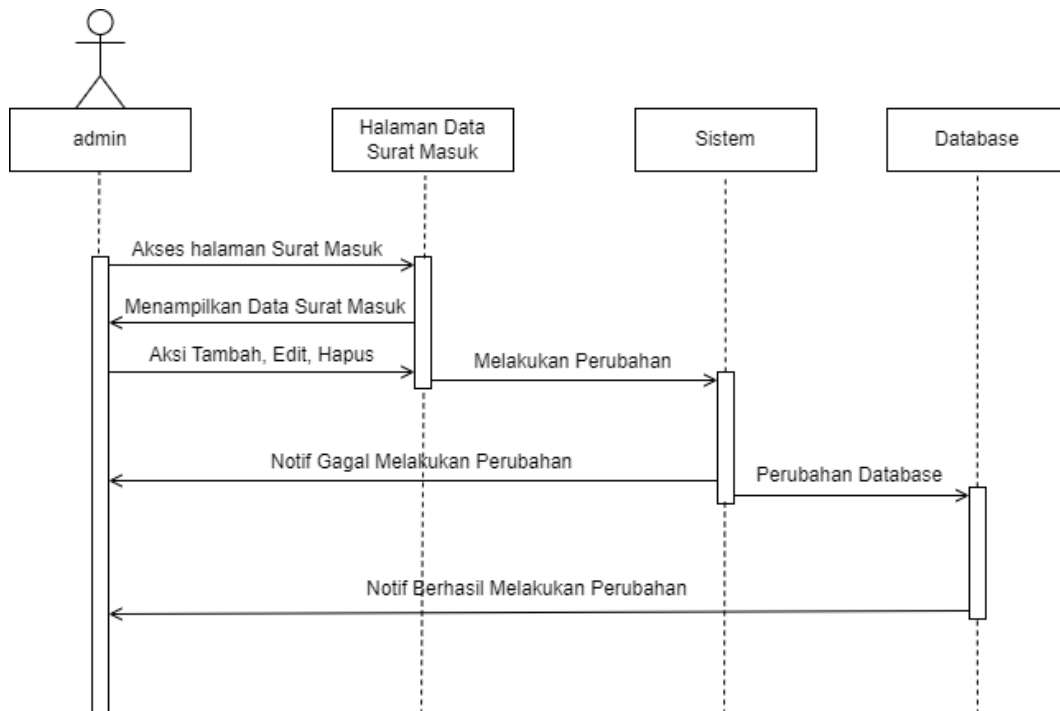 admin
Halaman Data
Surat Masuk
Sistem
Database
Akses halaman Surat Masuk
Menampilkan Data Surat Masuk
Aksi Tambah, Edit, Hapus
Melakukan Perubahan
Notif Gagal Melakukan Perubahan
Perubahan Database
Notif Berhasil Melakukan Perubahan